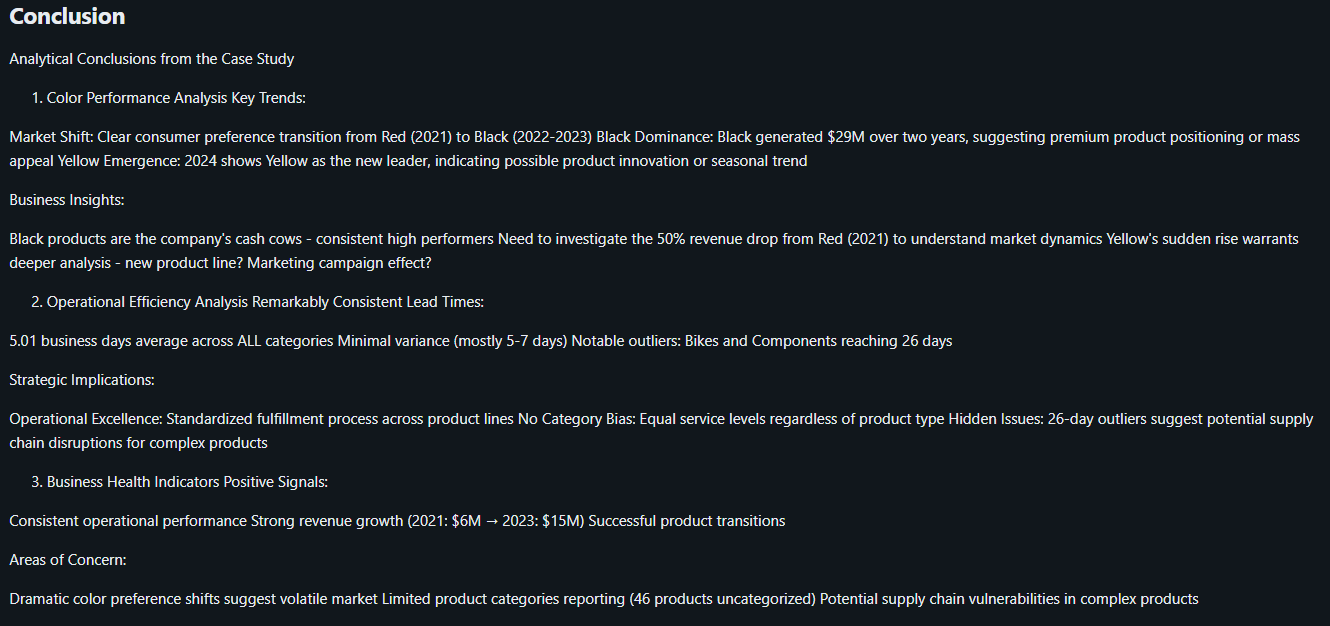 Conclusion
Analytical Conclusions from the Case Study
1. Color Performance Analysis Key Trends:
Market Shift: Clear consumer preference transition from Red (2021) to Black (2022-2023) Black Dominance: Black generated $29M over two years, suggesting premium product positioning or mass
appeal Yellow Emergence: 2024 shows Yellow as the new leader, indicating possible product innovation or seasonal trend
Business Insights:
Black products are the company's cash cows - consistent high performers Need to investigate the 50% revenue drop from Red (2021) to understand market dynamics Yellow's sudden rise warrants
deeper analysis - new product line? Marketing campaign effect?
2. Operational Efficiency Analysis Remarkably Consistent Lead Times:
5.01 business days average across ALL categories Minimal variance (mostly 5-7 days) Notable outliers: Bikes and Components reaching 26 days
Strategic Implications:
Operational Excellence: Standardized fulfillment process across product lines No Category Bias: Equal service levels regardless of product type Hidden Issues: 26-day outliers suggest potential supply
chain disruptions for complex products
3. Business Health Indicators Positive Signals:
Consistent operational performance Strong revenue growth (2021: $6M → 2023: $15M) Successful product transitions
Areas of Concern:
Dramatic color preference shifts suggest volatile market Limited product categories reporting (46 products uncategorized) Potential supply chain vulnerabilities in complex products